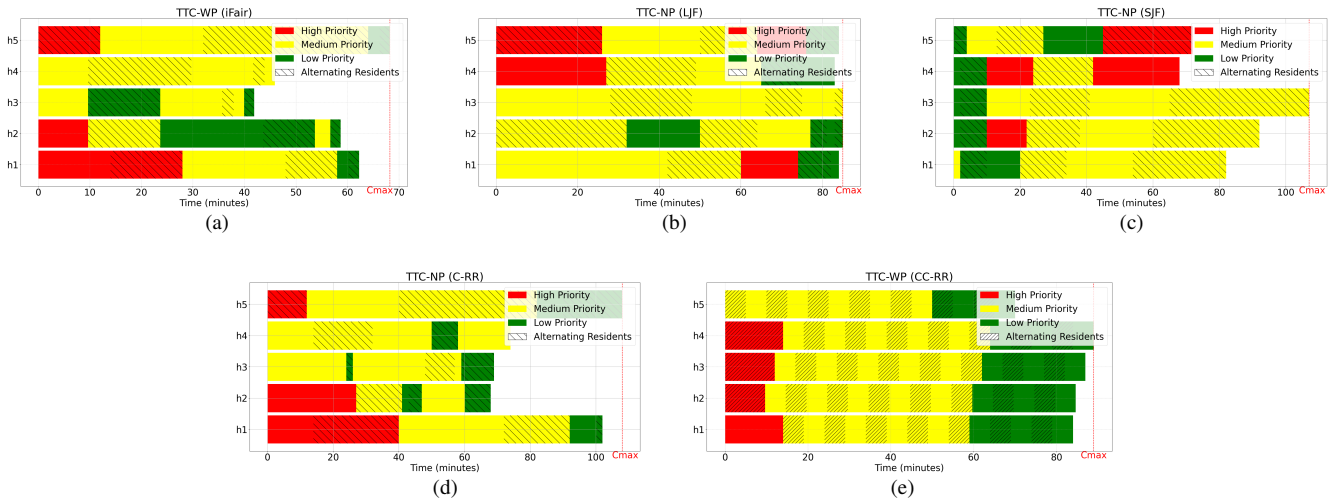 TTC-WP (iFair)
High Priority
Medium Priority
Low Priority
Alternating Residents
h5
h4
h3
h2
h1
0 10 20 30 40 50 60 70
Cmax
Time (minutes)
(a)
TTC-NP (LJF)
High Priority
Medium Priority
Low Priority
Alternating Residents
h5
h4
h3
h2
h1
0 20 40 60 80
Cmax
Time (minutes)
(b)
TTC-NP (SJF)
High Priority
Medium Priority
Low Priority
Alternating Residents
h5
h4
h3
h2
h1
0 20 40 60 80 100
Cmax
Time (minutes)
(c)
TTC-NP (C-RR)
High Priority
Medium Priority
Low Priority
Alternating Residents
h5
h4
h3
h2
h1
0 20 40 60 80 100
Cmax
Time (minutes)
(d)
TTC-WP (CC-RR)
High Priority
Medium Priority
Low Priority
Alternating Residents
h5
h4
h3
h2
h1
0 20 40 60 80
Cmax
Time (minutes)
(e)